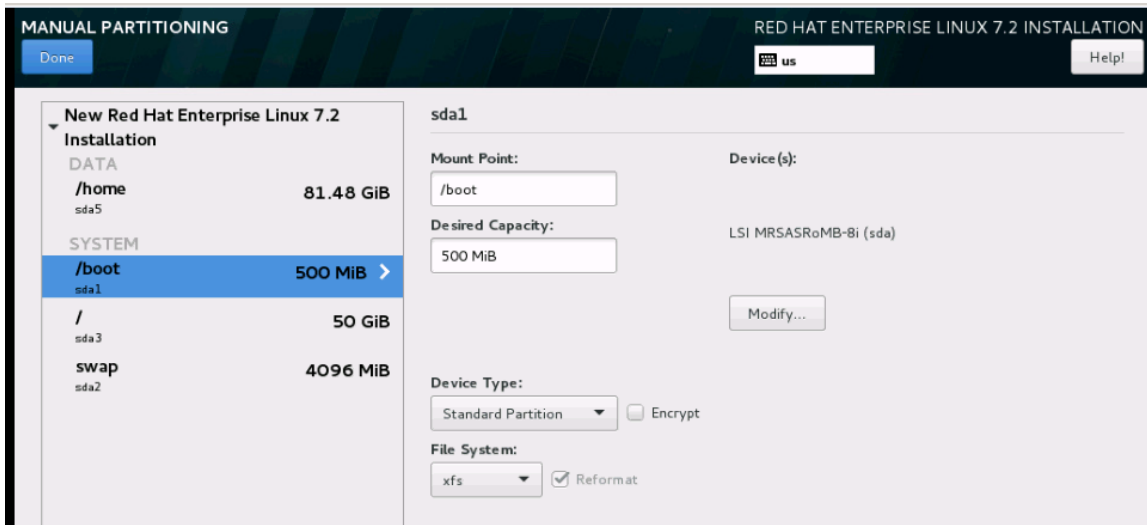 MANUAL PARTITIONING
RED HAT ENTERPRISE LINUX 7.2 INSTALLATION
Done
us
Help!
New Red Hat Enterprise Linux 7.2
Installation
DATA
/home 81.48 GiB
sda5
SYSTEM
/boot 500 MiB
sda1
/ 50 GiB
sda3
swap 4096 MiB
sda2
sda1
Mount Point:
/boot
Device(s):
Desired Capacity:
500 MiB
LSI MRSASRoMB-8i (sda)
Modify...
Device Type:
Standard Partition Encrypt
File System:
xfs Reformat